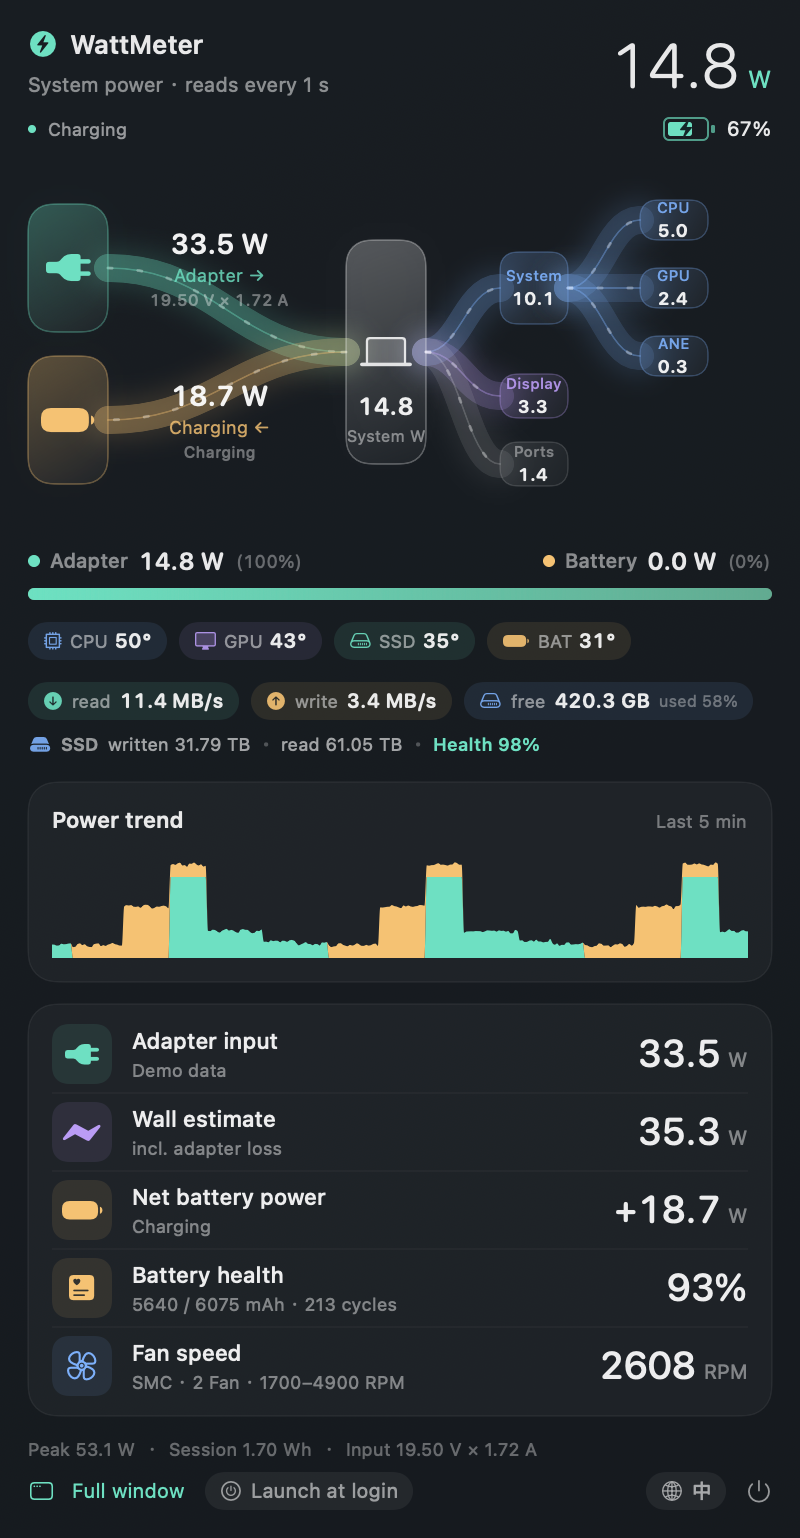 WattMeter
14.8 W
System power · reads every 1 s
Charging
67%
33.5 W
Adapter →
19.50 V × 1.72 A
18.7 W
Charging ←
Charging
14.8
System W
System
10.1
CPU
5.0
GPU
2.4
ANE
0.3
Display
3.3
Ports
1.4
Adapter 14.8 W (100%)
Battery 0.0 W (0%)
CPU 50° GPU 43° SSD 35° BAT 31°
read 11.4 MB/s write 3.4 MB/s free 420.3 GB used 58%
SSD written 31.79 TB · read 61.05 TB · Health 98%
Power trend
Last 5 min
Adapter input
Demo data
33.5 W
Wall estimate
incl. adapter loss
35.3 W
Net battery power
Charging
+18.7 W
Battery health
5640 / 6075 mAh · 213 cycles
93%
Fan speed
SMC · 2 Fan · 1700–4900 RPM
2608 RPM
Peak 53.1 W · Session 1.70 Wh · Input 19.50 V × 1.72 A
Full window
Launch at login
中